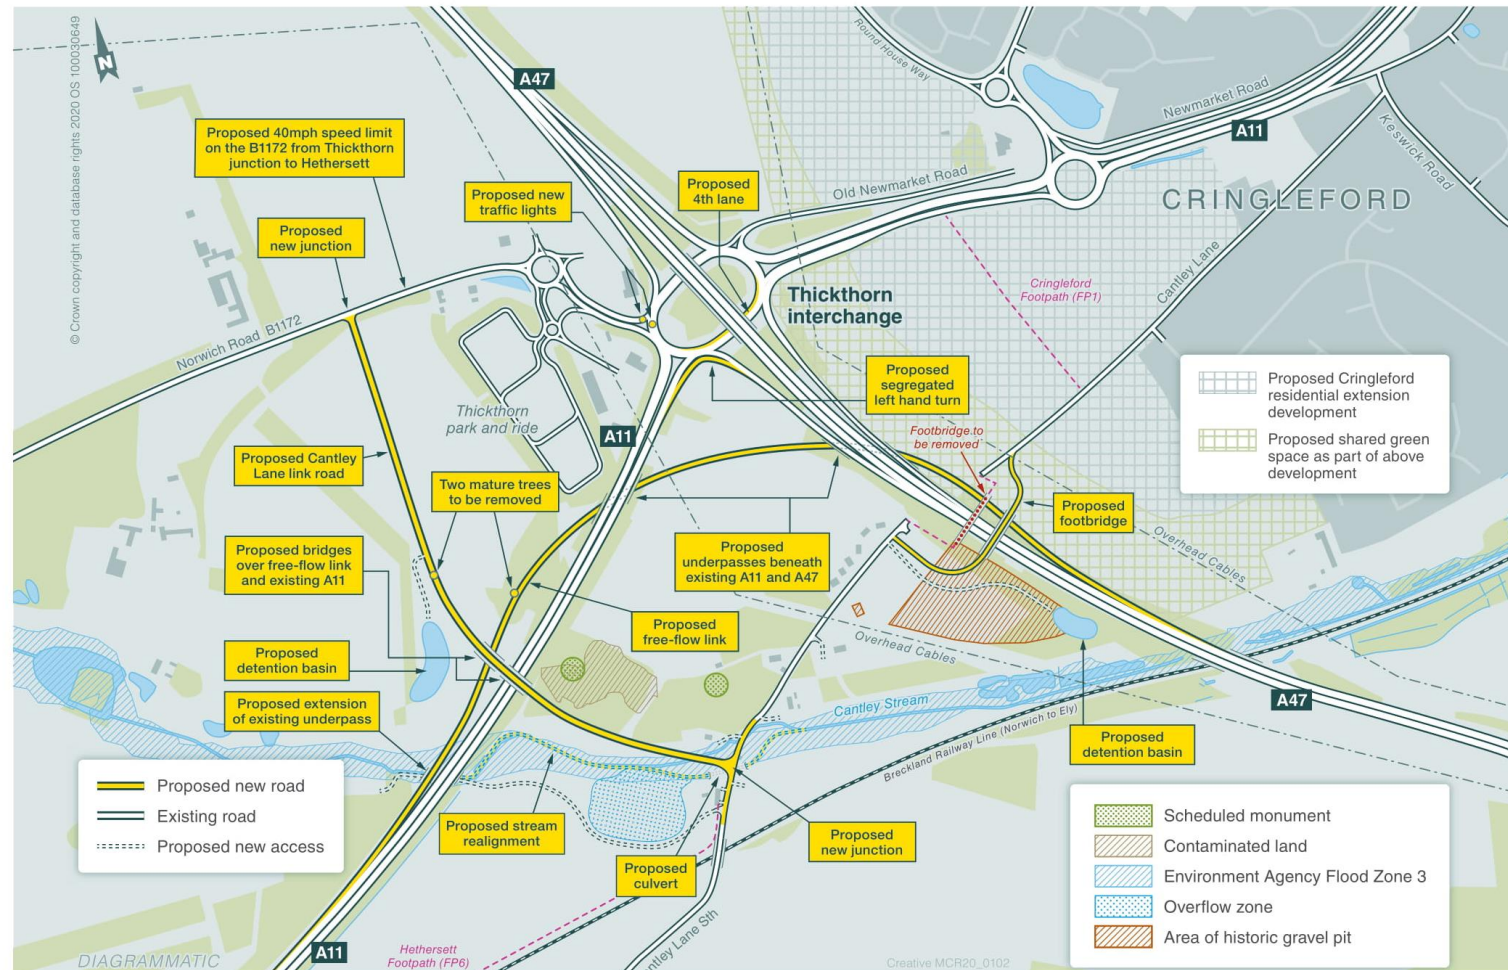 © Crown copyright and database rights 2020 OS 100030649
N
A47
Round House Way
Newmarket Road
A11
Keswick Road
Proposed 40mph speed limit
on the B1172 from Thickthorn
junction to Hethersett
Proposed new
traffic lights
Proposed
4th lane
Old Newmarket Road
CRINGLEFORD
Proposed
new junction
Cantley Lane
Cringleford
Footpath (FP1)
Thickthorn
interchange
Norwich Road B1172
Proposed
segregated
left hand turn
Proposed Cringleford
residential extension
development
Proposed shared green
space as part of above
development
Thickthorn
park and ride
A11
Footbridge to
be removed
Proposed Cantley
Lane link road
Two mature trees
to be removed
Proposed
footbridge
Overhead Cables
Proposed bridges
over free-flow link
and existing A11
Proposed
underpasses beneath
existing A11 and A47
Proposed
free-flow link
Overhead Cables
Proposed
detention basin
Proposed extension
of existing underpass
Cantley Stream
A47
Breckland Railway Line (Norwich to Ely)
Proposed
detention basin
Proposed new road
Existing road
Proposed new access
Proposed stream
realignment
Proposed
culvert
Proposed
new junction
Scheduled monument
Contaminated land
Environment Agency Flood Zone 3
Overflow zone
Area of historic gravel pit
A11
Hethersett
Footpath (FP6)
ntley Lane Sth
DIAGRAMMATIC
Creative MCR20_0102